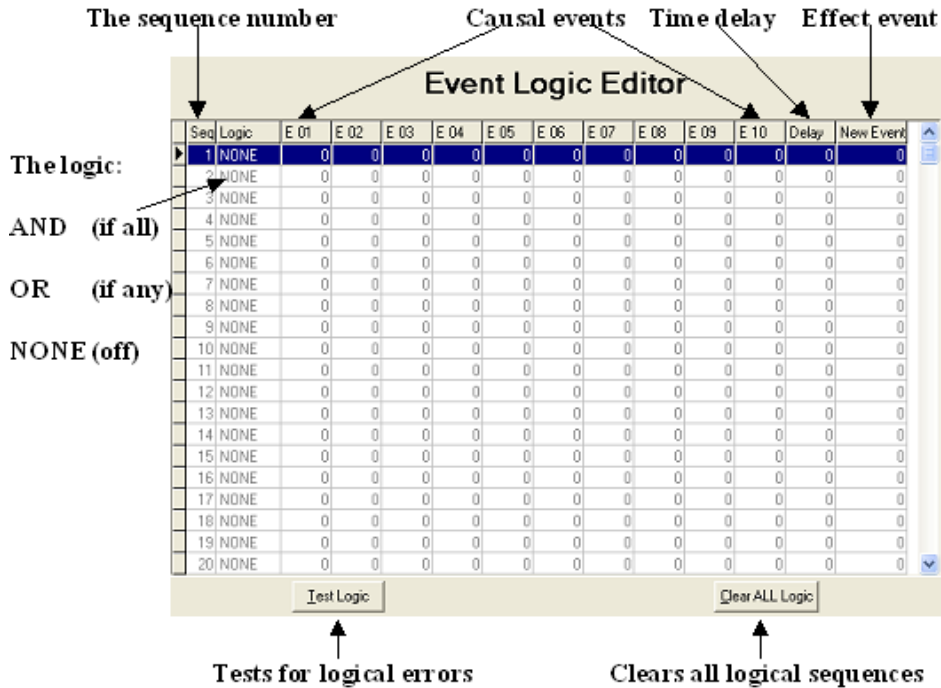 The sequence number Causal events Time delay Effect event
Event Logic Editor
Seq Logic E 01 E 02 E 03 E 04 E 05 E 06 E 07 E 08 E 09 E 10 Delay New Event
1 NONE 0 0 0 0 0 0 0 0 0 0 0 0
2 NONE 0 0 0 0 0 0 0 0 0 0 0 0
3 NONE 0 0 0 0 0 0 0 0 0 0 0 0
4 NONE 0 0 0 0 0 0 0 0 0 0 0 0
5 NONE 0 0 0 0 0 0 0 0 0 0 0 0
6 NONE 0 0 0 0 0 0 0 0 0 0 0 0
7 NONE 0 0 0 0 0 0 0 0 0 0 0 0
8 NONE 0 0 0 0 0 0 0 0 0 0 0 0
9 NONE 0 0 0 0 0 0 0 0 0 0 0 0
10 NONE 0 0 0 0 0 0 0 0 0 0 0 0
11 NONE 0 0 0 0 0 0 0 0 0 0 0 0
12 NONE 0 0 0 0 0 0 0 0 0 0 0 0
13 NONE 0 0 0 0 0 0 0 0 0 0 0 0
14 NONE 0 0 0 0 0 0 0 0 0 0 0 0
15 NONE 0 0 0 0 0 0 0 0 0 0 0 0
16 NONE 0 0 0 0 0 0 0 0 0 0 0 0
17 NONE 0 0 0 0 0 0 0 0 0 0 0 0
18 NONE 0 0 0 0 0 0 0 0 0 0 0 0
19 NONE 0 0 0 0 0 0 0 0 0 0 0 0
20 NONE 0 0 0 0 0 0 0 0 0 0 0 0
The logic:
AND (if all)
OR (if any)
NONE (off)
Test Logic Clear ALL Logic
Tests for logical errors Clears all logical sequences